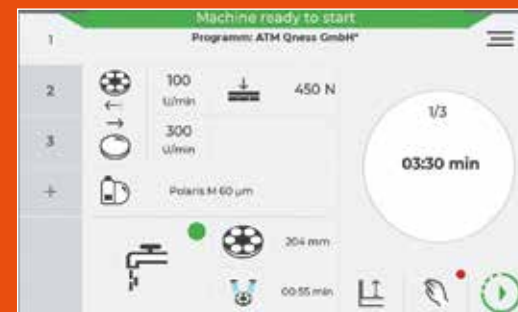 Machine ready to start
Programm: ATM Qness GmbH"
1
2
3
+
100
U/min
450 N
300
U/min
Polaris M 60 µm
204 mm
00:55 min
1/3
03:30 min